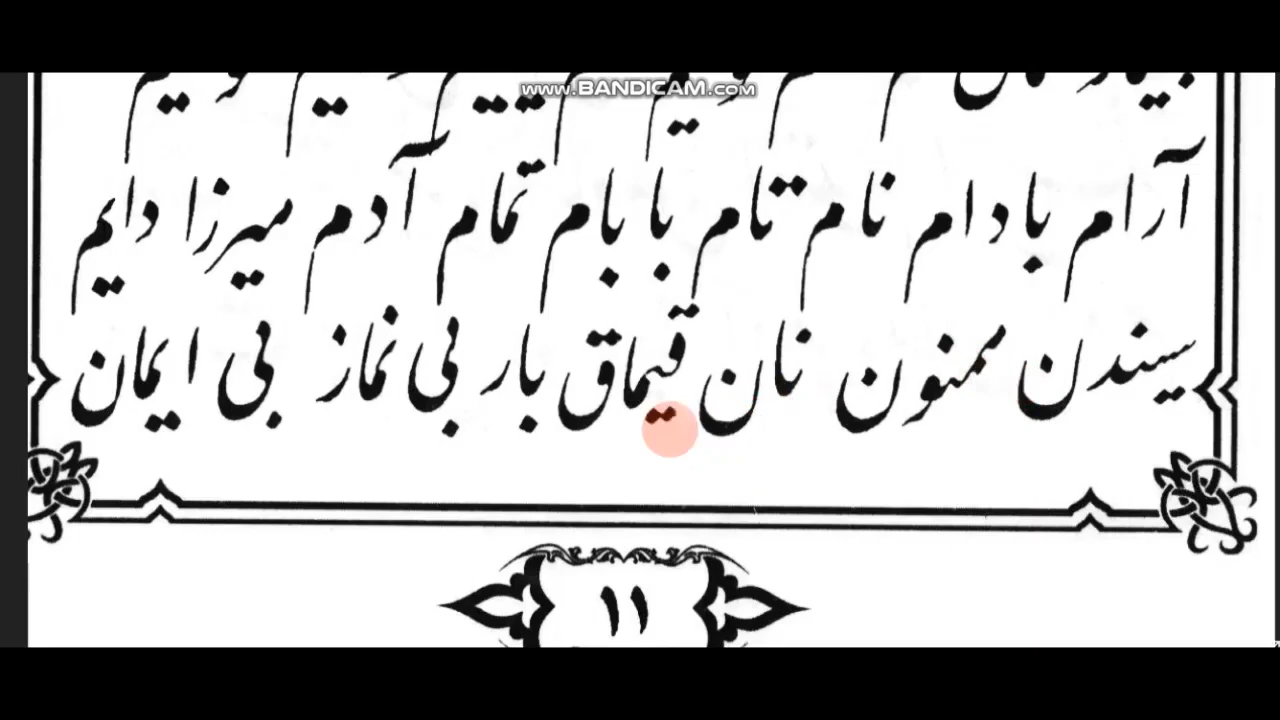 www.BANDICAM.com
آرام بادام نام تام با بام تمام آدم میرزا دایم
سیندن ممنون نان قیماق بار بی نماز بی ایمان
۱۱